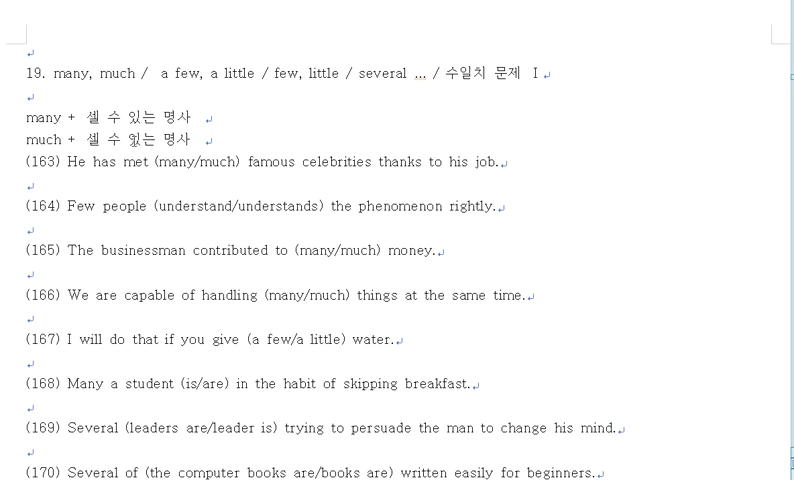 19. many, much / a few, a little / few, little / several ... / 수일치 문제 I
many + 셀 수 있는 명사
much + 셀 수 없는 명사
(163) He has met (many/much) famous celebrities thanks to his job.
(164) Few people (understand/understands) the phenomenon rightly.
(165) The businessman contributed to (many/much) money.
(166) We are capable of handling (many/much) things at the same time.
(167) I will do that if you give (a few/a little) water.
(168) Many a student (is/are) in the habit of skipping breakfast.
(169) Several (leaders are/leader is) trying to persuade the man to change his mind.
(170) Several of (the computer books are/books are) written easily for beginners.